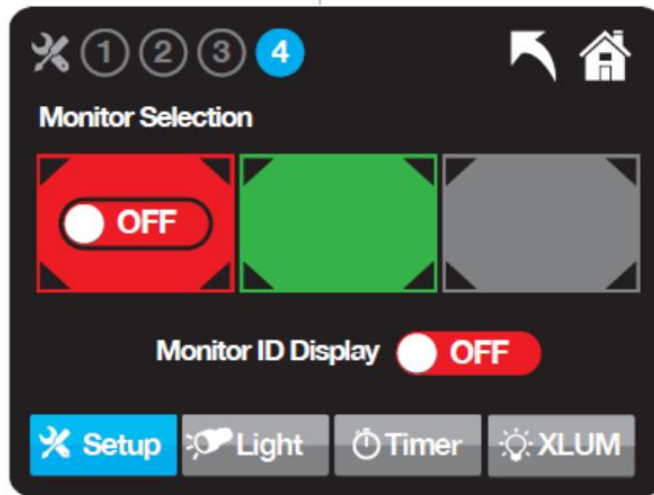 1 2 3 4
Monitor Selection
OFF
Monitor ID Display OFF
Setup Light Timer XLUM